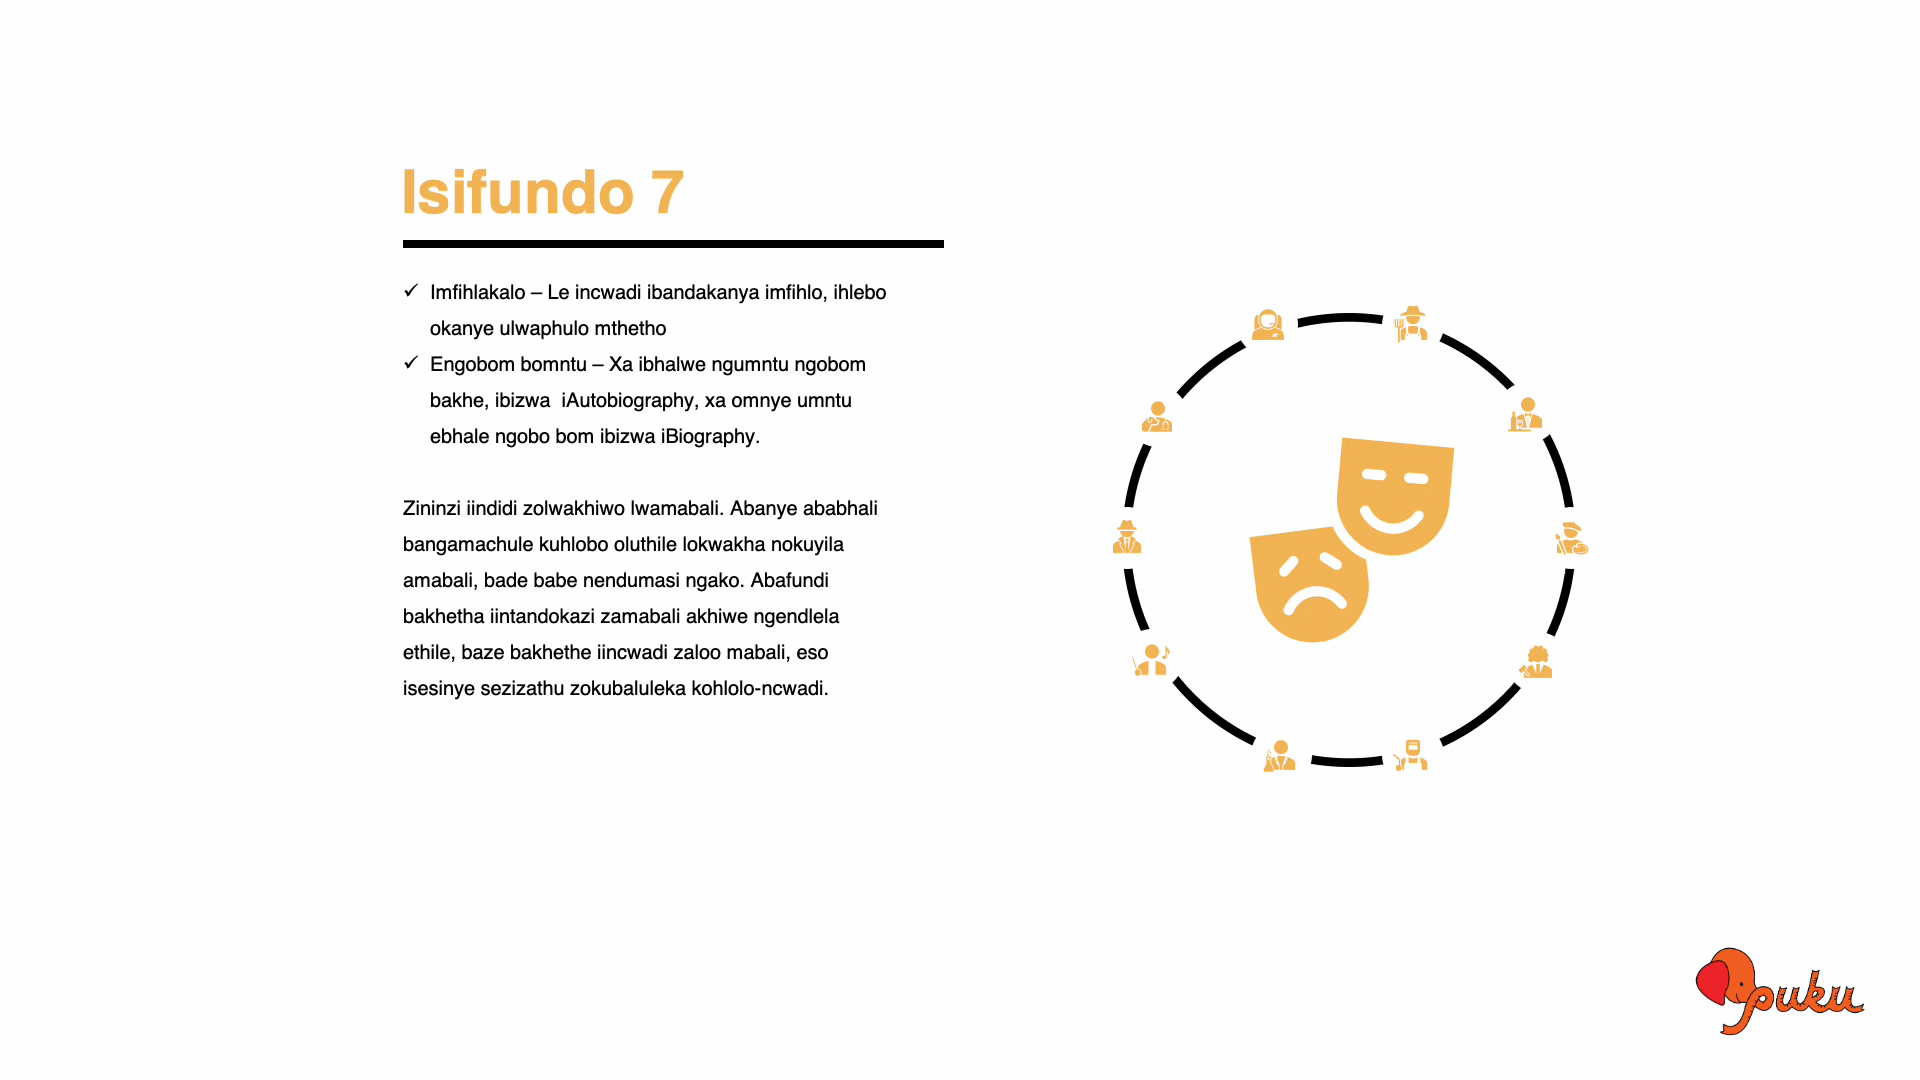 Isifundo 7
✓ Imfihlakalo – Le incwadi ibandakanya imfihlo, ihlebo
okanye ulwaphulo mthetho
✓ Engobom bomntu – Xa ibhalwe ngumntu ngobom
bakhe, ibizwa  iAutobiography, xa omnye umntu
ebhale ngobo bom ibizwa iBiography.
Zininzi iindidi zolwakhiwo lwamabali. Abanye ababhali
bangamachule kuhlobo oluthile lokwakha nokuyila
amabali, bade babe nendumasi ngako. Abafundi
bakhetha iintandokazi zamabali akhiwe ngendlela
ethile, baze bakhethe iincwadi zaloo mabali, eso
isesinye sezizathu zokubaluleka kohlolo-ncwadi.
puku